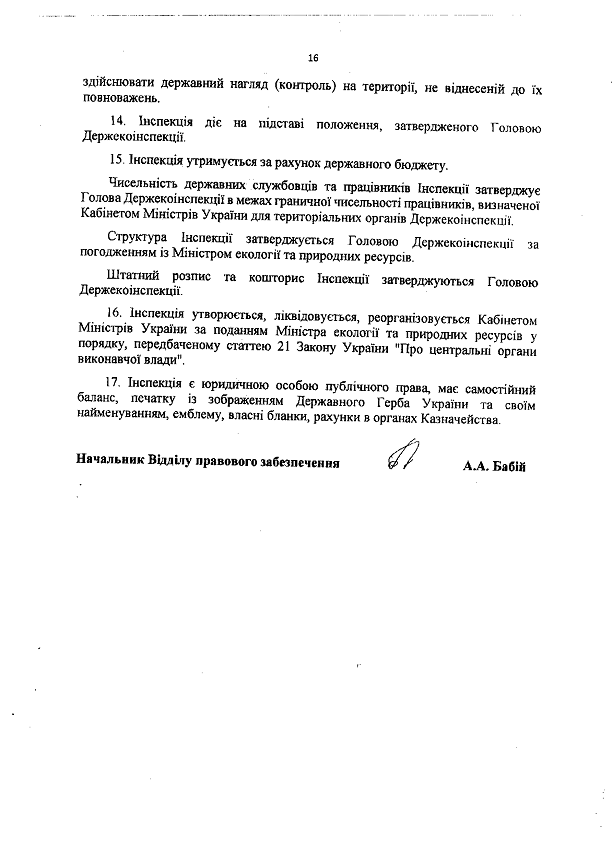 16
здійснювати державний нагляд (контроль) на території, не віднесеній до їх
повноважень.
14. Інспекція діє на підставі положення, затвердженого Головою
Держекоінспекції.
15. Інспекція утримується за рахунок державного бюджету.
Чисельність державних службовців та працівників Інспекції затверджує
Голова Держекоінспекції в межах граничної чисельності працівників, визначеної
Кабінетом Міністрів України для територіальних органів Держекоінспекції.
Структура Інспекції затверджується Головою Держекоінспекції за
погодженням із Міністром екології та природних ресурсів.
Штатний розпис та кошторис Інспекції затверджуються Головою
Держекоінспекції.
16. Інспекція утворюється, ліквідовується, реорганізовується Кабінетом
Міністрів України за поданням Міністра екології та природних ресурсів у
порядку, передбаченому статтею 21 Закону України "Про центральні органи
виконавчої влади".
17. Інспекція є юридичною особою публічного права, має самостійний
баланс, печатку із зображенням Державного Герба України та своїм
найменуванням, емблему, власні бланки, рахунки в органах Казначейства.
Начальник Відділу правового забезпечення А.А. Бабій